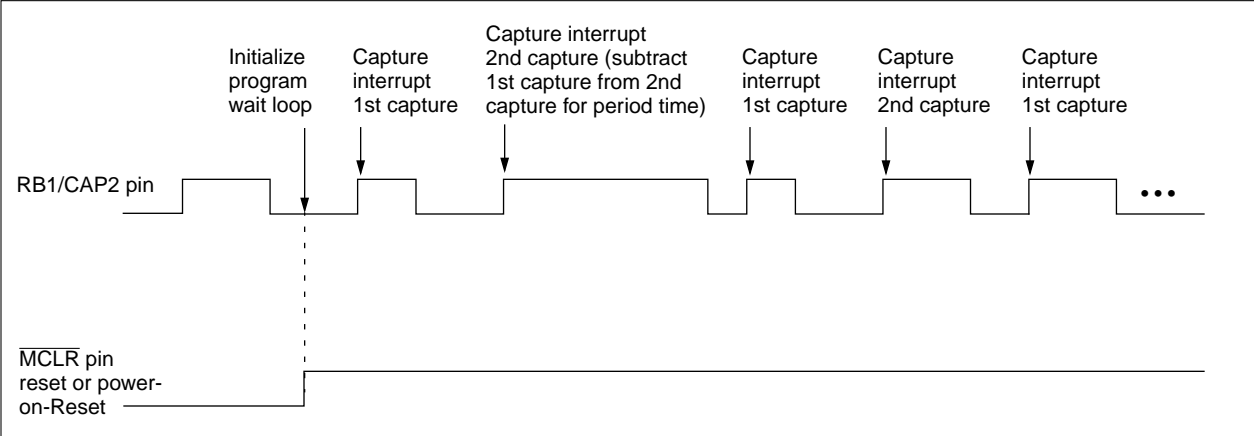 Initialize
program
wait loop
Capture
interrupt
1st capture
Capture interrupt
2nd capture (subtract
1st capture from 2nd
capture for period time)
Capture
interrupt
1st capture
Capture
interrupt
2nd capture
Capture
interrupt
1st capture
RB1/CAP2 pin
•••
MCLR pin
reset or power-
on-Reset